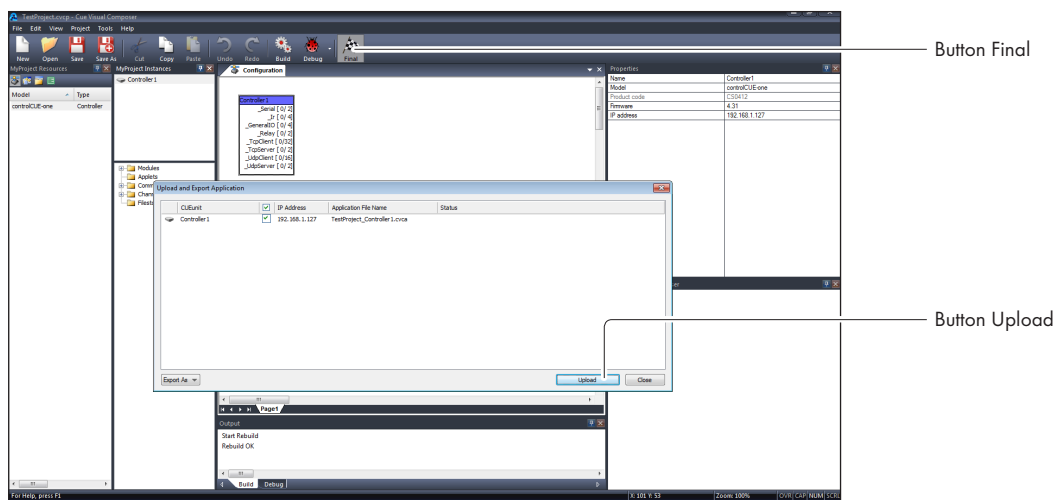 TestProject.cvcp - Cue Visual Composer
File Edit View Project Tools Help
New Open Save Save As Cut Copy Paste Undo Redo Build Debug Final
Button Final
MyProject Resources
MyProject Instances
Configuration
Properties
Model Type
controlCUE-one Controller
Controller1
Name Controller1
Model controlCUE-one
Product code CS0412
Firmware 4.31
IP address 192.168.1.127
Controller1
_Serial [ 0/ 2]
_Ir [ 0/ 4]
_GeneralIO [ 0/ 4]
_Relay [ 0/ 2]
_TcpClient [ 0/32]
_TcpServer [ 0/ 2]
_UdpClient [ 0/16]
_UdpServer [ 0/ 2]
Modules
Applets
Comm
Chan
Filesto
Upload and Export Application
CUEunit IP Address Application File Name Status
Controller1 192.168.1.127 TestProject_Controller1.cvca
er
Button Upload
Export As Upload Close
Page1
Output
Start Rebuild
Rebuild OK
Build Debug
For Help, press F1
X: 101 Y: 53 Zoom: 100% OVR CAP NUM SCRL